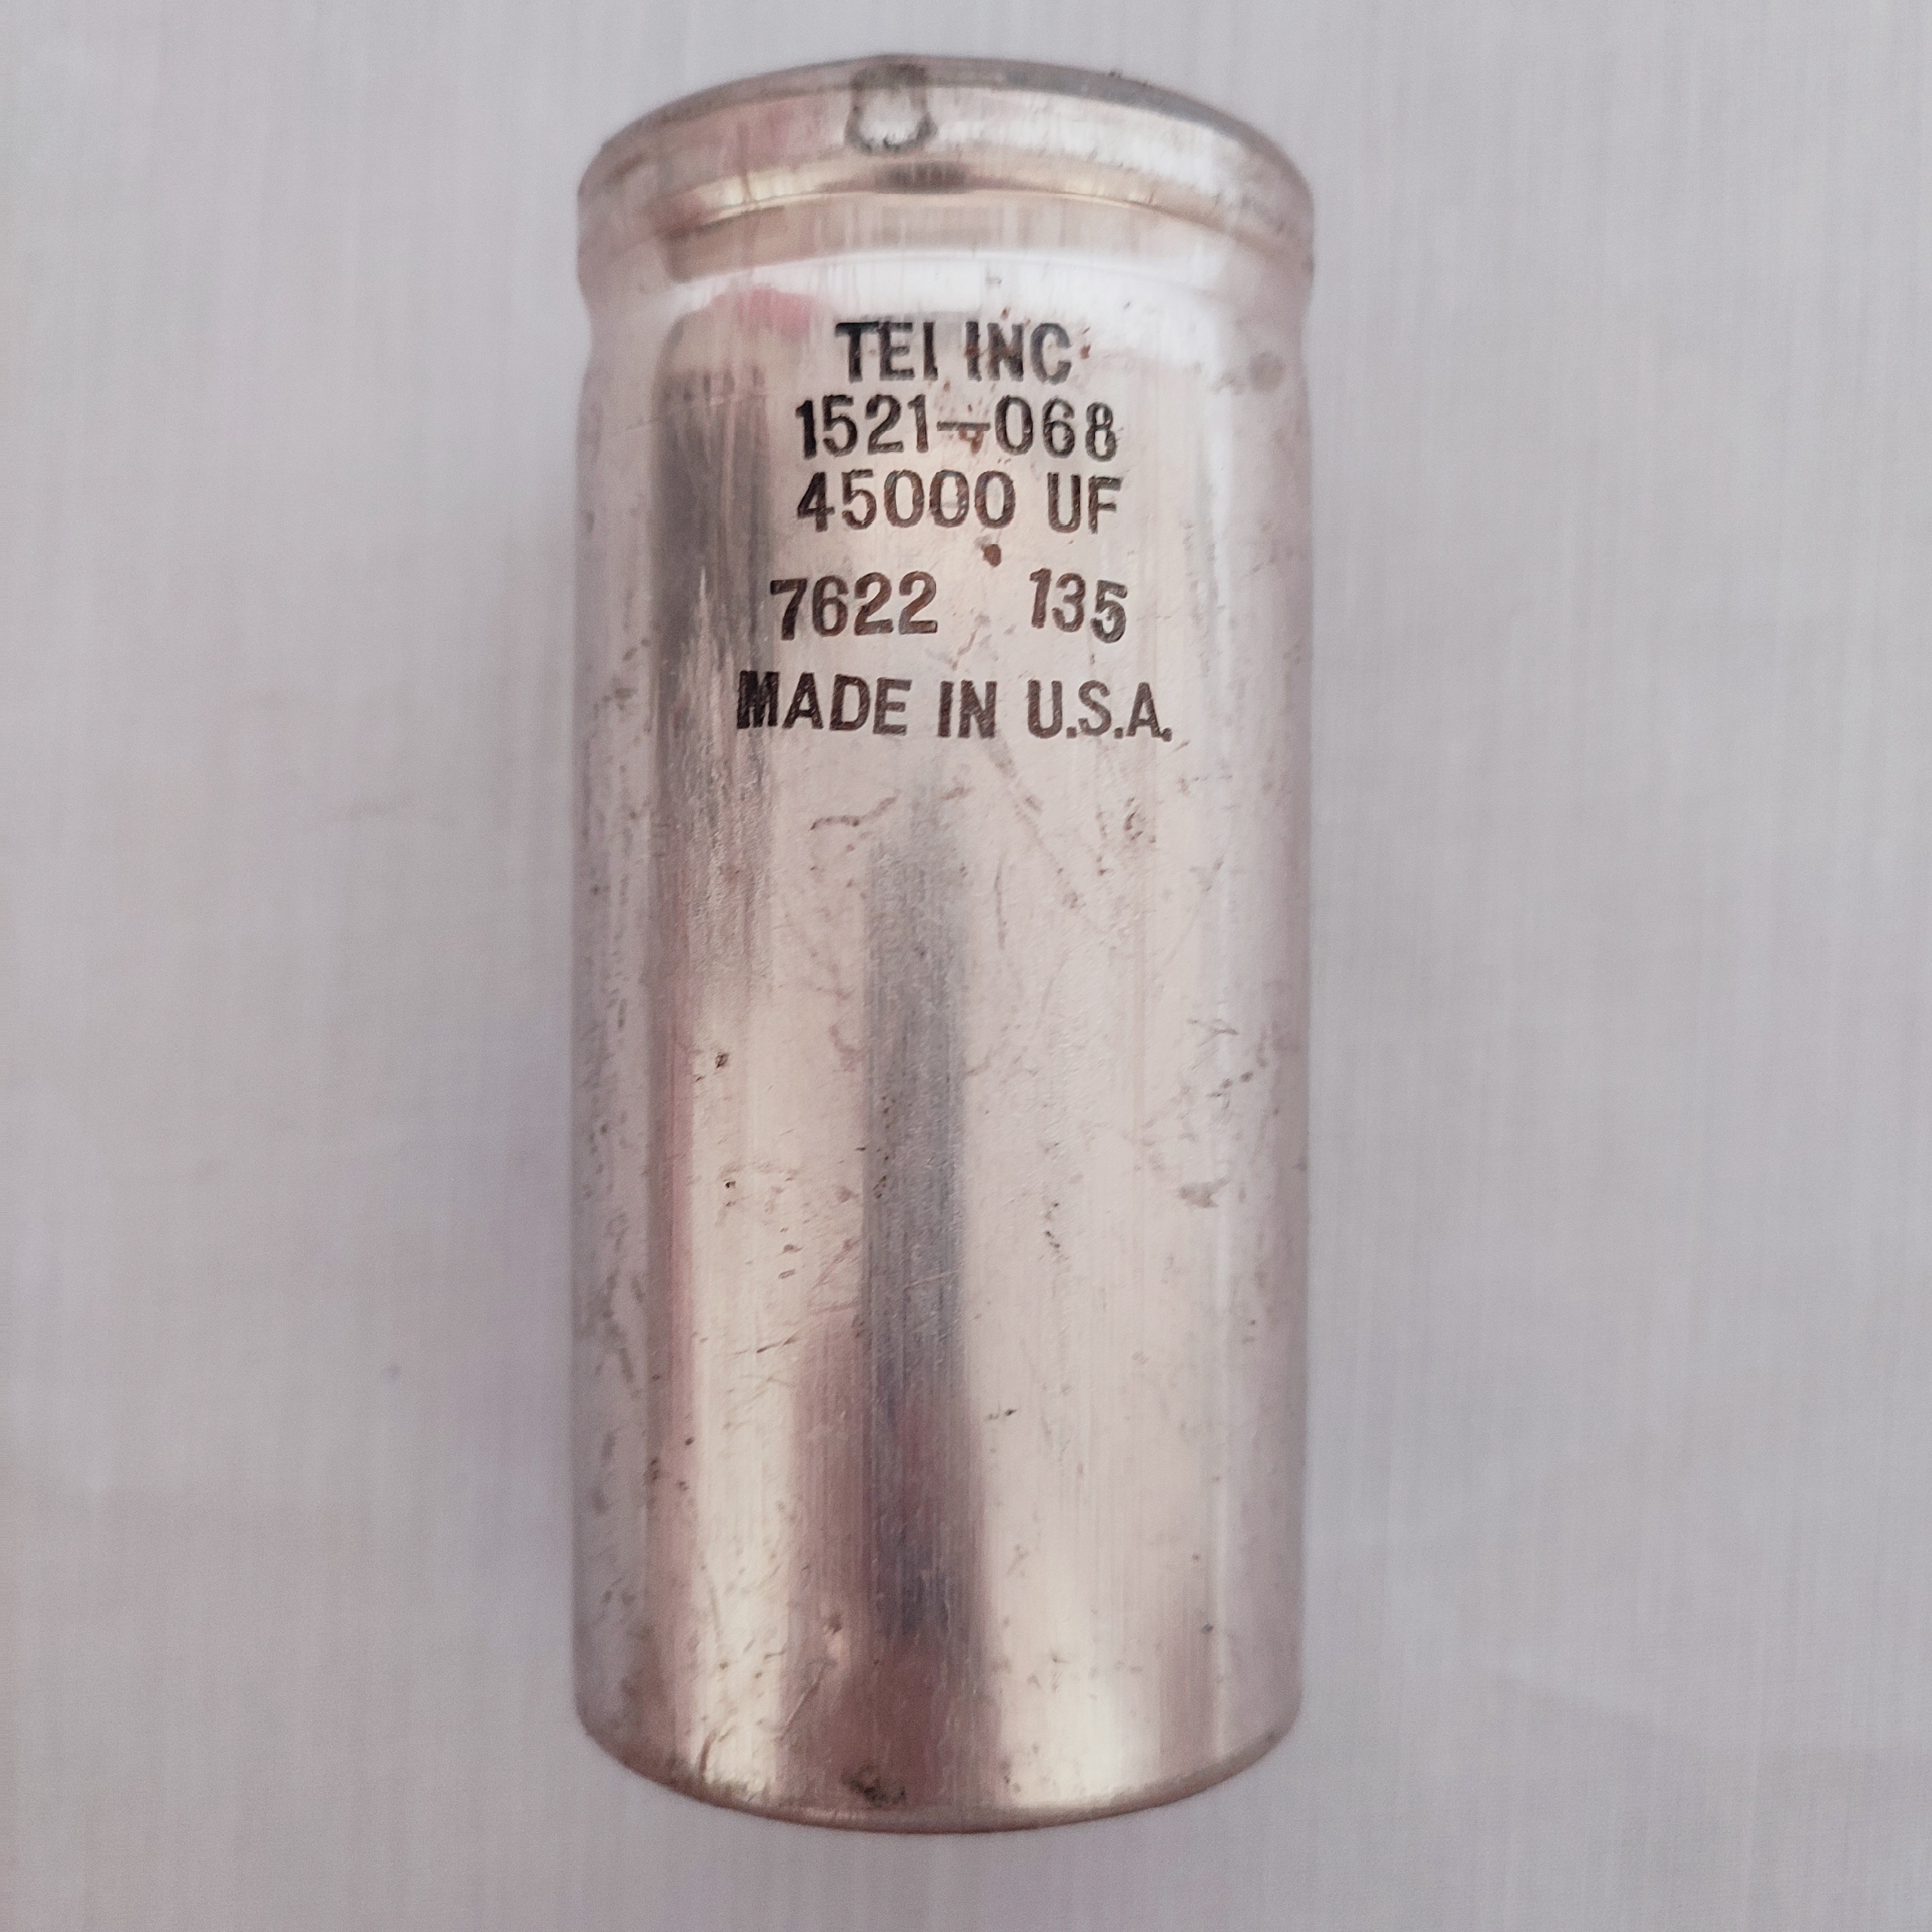 TEI INC
1521-068
45000 UF
7622 135
MADE IN U.S.A.